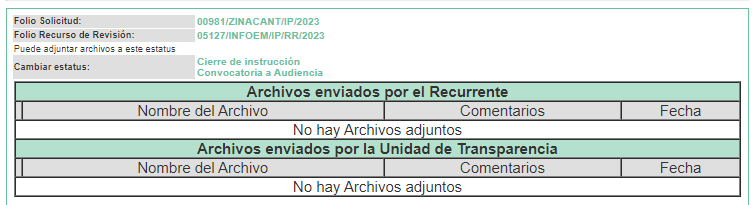 Folio Solicitud: 00981/ZINACANT/IP/2023
Folio Recurso de Revisión: 05127/INFOEM/IP/RR/2023
Puede adjuntar archivos a este estatus
Cambiar estatus: Cierre de instrucción
Convocatoria a Audiencia
Archivos enviados por el Recurrente
Nombre del Archivo Comentarios Fecha
No hay Archivos adjuntos
Archivos enviados por la Unidad de Transparencia
Nombre del Archivo Comentarios Fecha
No hay Archivos adjuntos